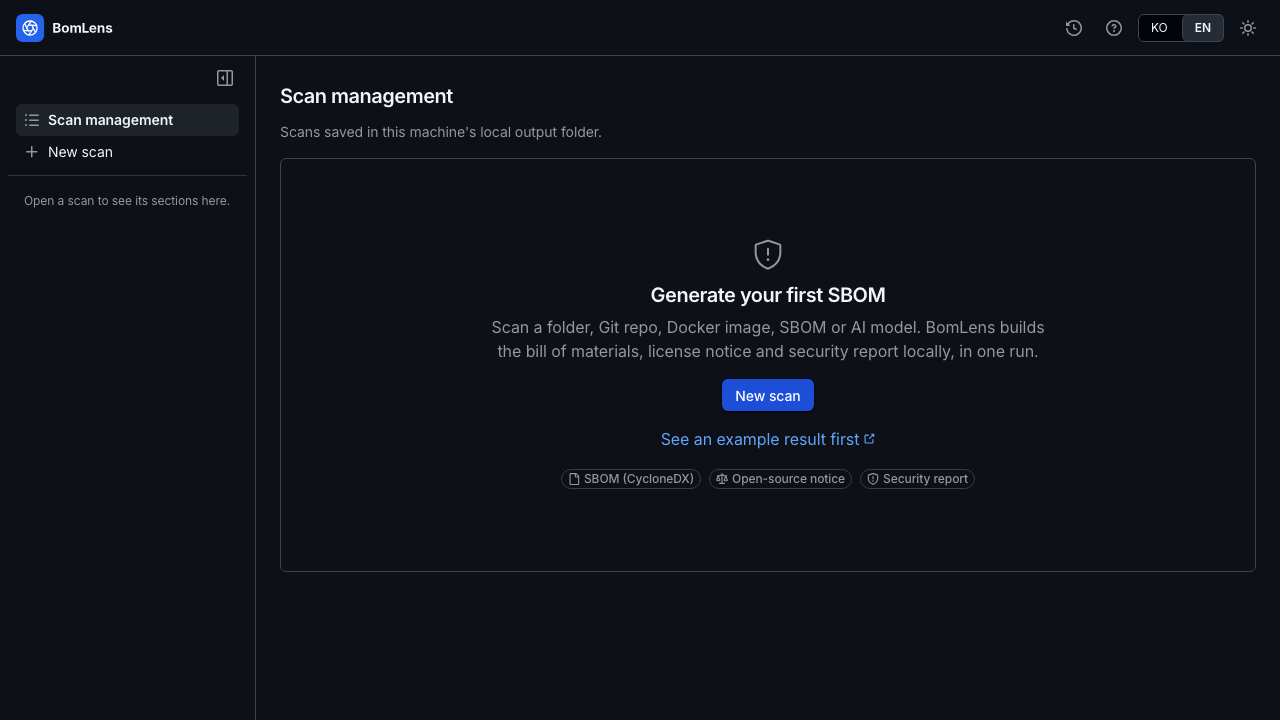 BomLens
KO
EN
Scan management
New scan
Open a scan to see its sections here.
Scan management
Scans saved in this machine's local output folder.
Generate your first SBOM
Scan a folder, Git repo, Docker image, SBOM or AI model. BomLens builds
the bill of materials, license notice and security report locally, in one run.
New scan
See an example result first
SBOM (CycloneDX)
Open-source notice
Security report